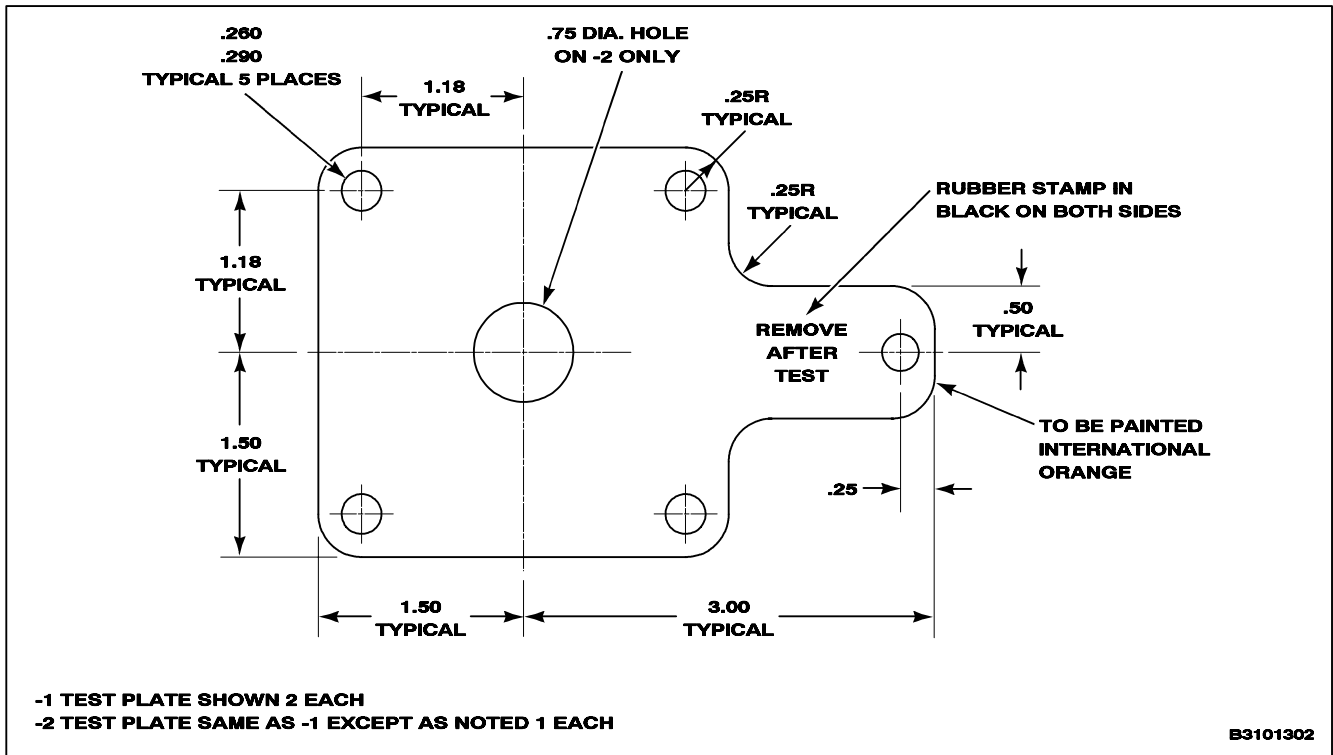 .260
.290
TYPICAL 5 PLACES
.75 DIA. HOLE
ON -2 ONLY
1.18
TYPICAL
.25R
TYPICAL
.25R
TYPICAL
RUBBER STAMP IN
BLACK ON BOTH SIDES
1.18
TYPICAL
.50
TYPICAL
REMOVE
AFTER
TEST
1.50
TYPICAL
TO BE PAINTED
INTERNATIONAL
ORANGE
.25
1.50
TYPICAL
3.00
TYPICAL
-1 TEST PLATE SHOWN 2 EACH
-2 TEST PLATE SAME AS -1 EXCEPT AS NOTED 1 EACH
B3101302